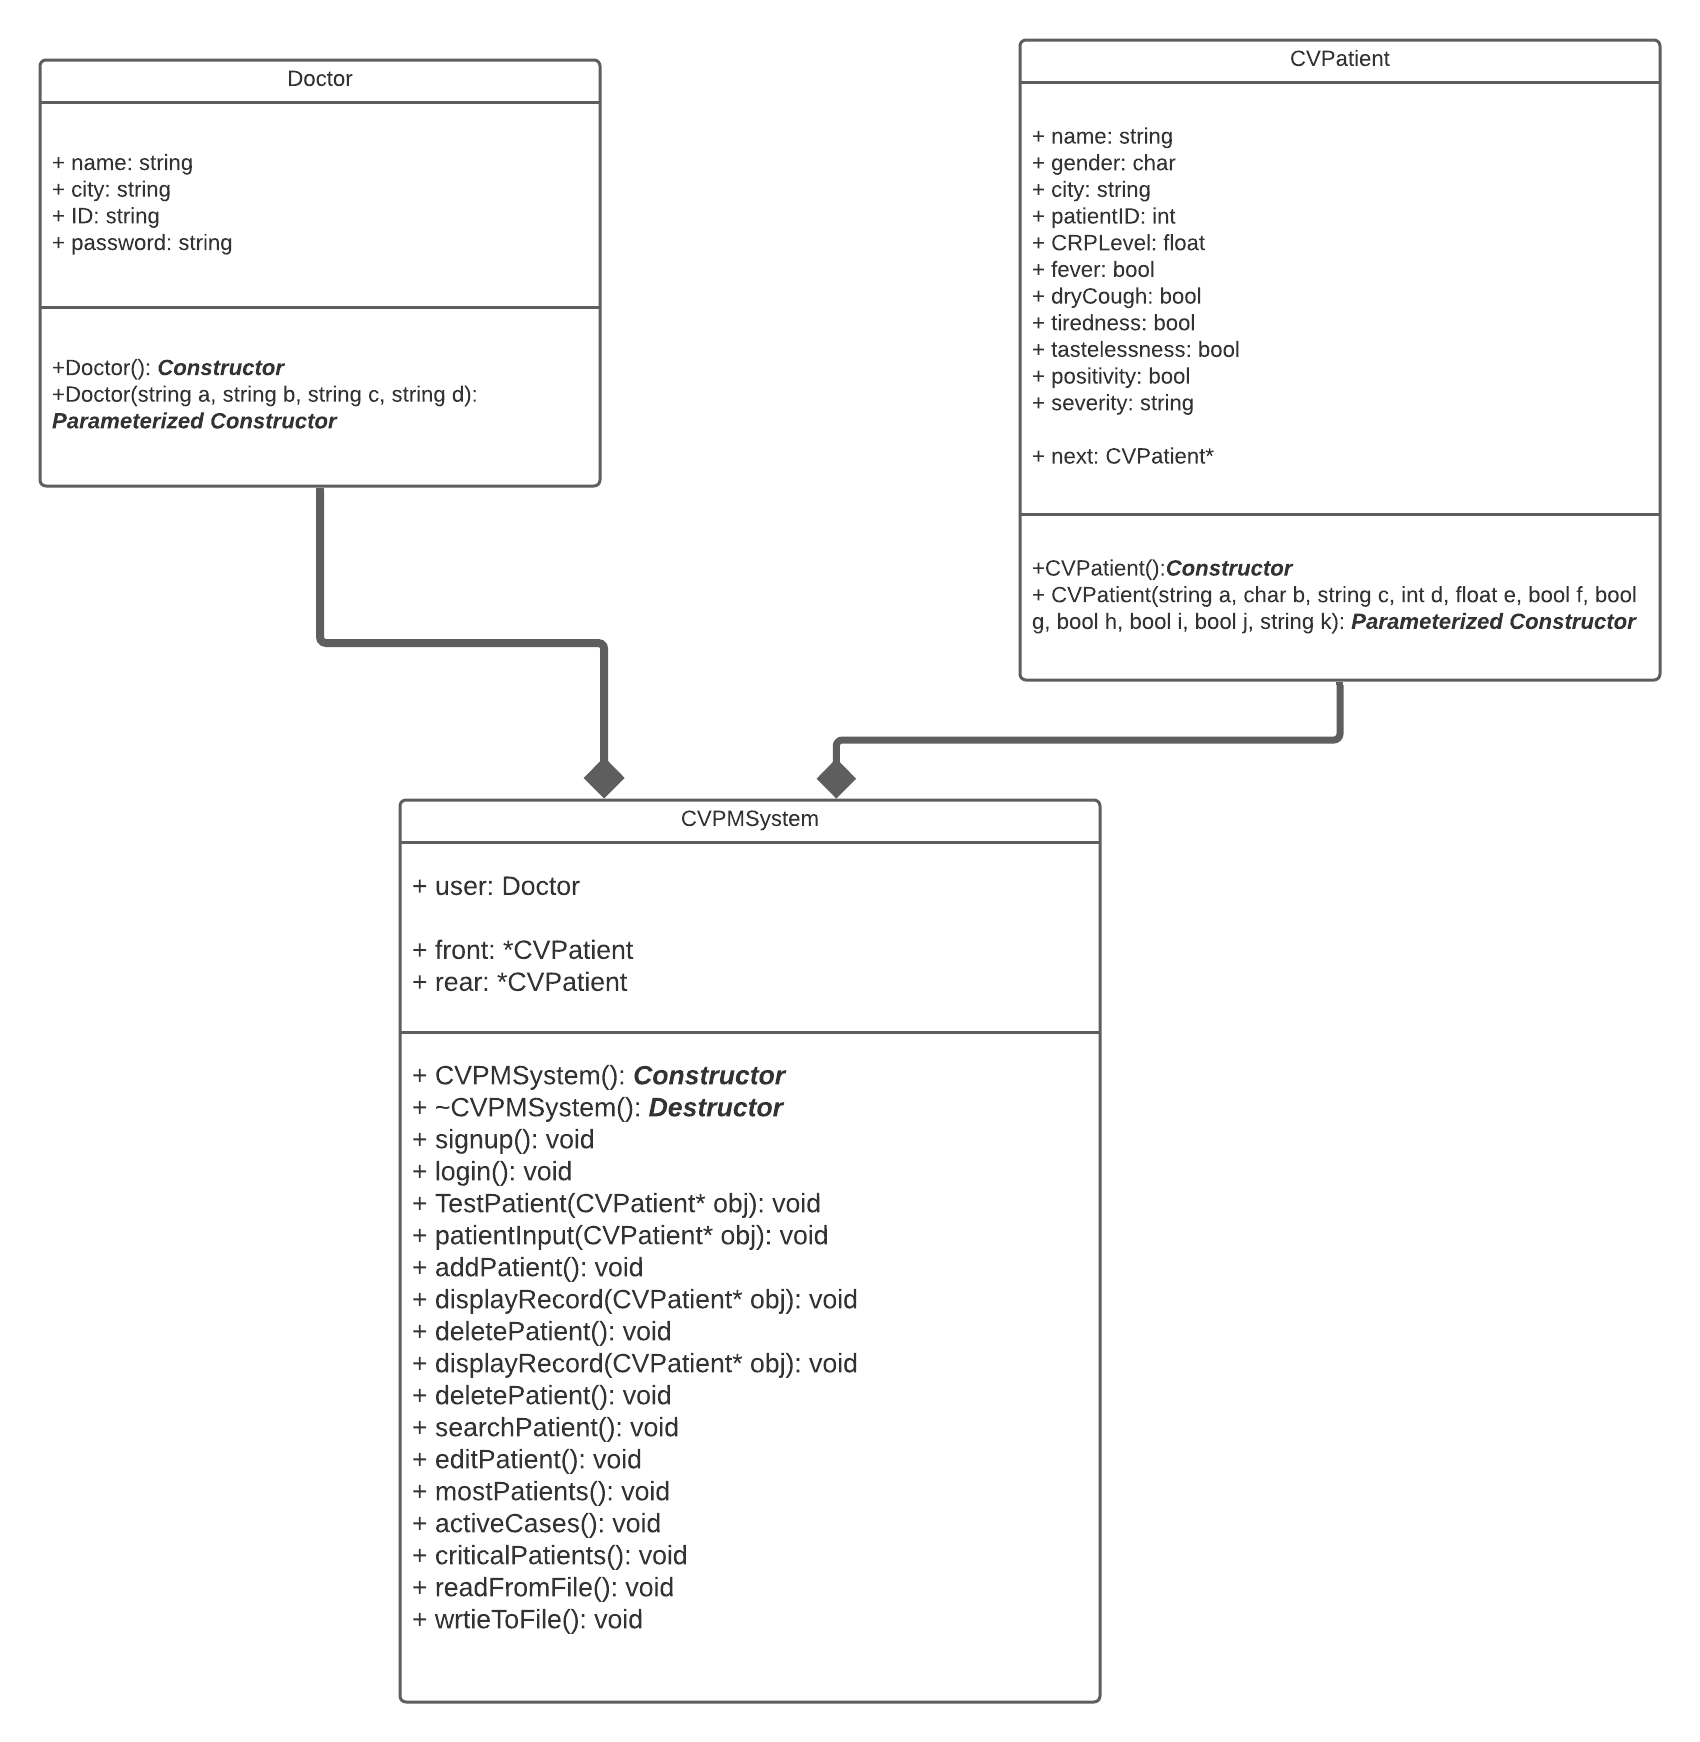 Doctor
+ name: string
+ city: string
+ ID: string
+ password: string
+Doctor(): Constructor
+Doctor(string a, string b, string c, string d):
Parameterized Constructor
CVPatient
+ name: string
+ gender: char
+ city: string
+ patientID: int
+ CRPLevel: float
+ fever: bool
+ dryCough: bool
+ tiredness: bool
+ tastelessness: bool
+ positivity: bool
+ severity: string
+ next: CVPatient*
+CVPatient():Constructor
+ CVPatient(string a, char b, string c, int d, float e, bool f, bool
g, bool h, bool i, bool j, string k): Parameterized Constructor
CVPMSystem
+ user: Doctor
+ front: *CVPatient
+ rear: *CVPatient
+ CVPMSystem(): Constructor
+ ~CVPMSystem(): Destructor
+ signup(): void
+ login(): void
+ TestPatient(CVPatient* obj): void
+ patientInput(CVPatient* obj): void
+ addPatient(): void
+ displayRecord(CVPatient* obj): void
+ deletePatient(): void
+ displayRecord(CVPatient* obj): void
+ deletePatient(): void
+ searchPatient(): void
+ editPatient(): void
+ mostPatients(): void
+ activeCases(): void
+ criticalPatients(): void
+ readFromFile(): void
+ wrtieToFile(): void